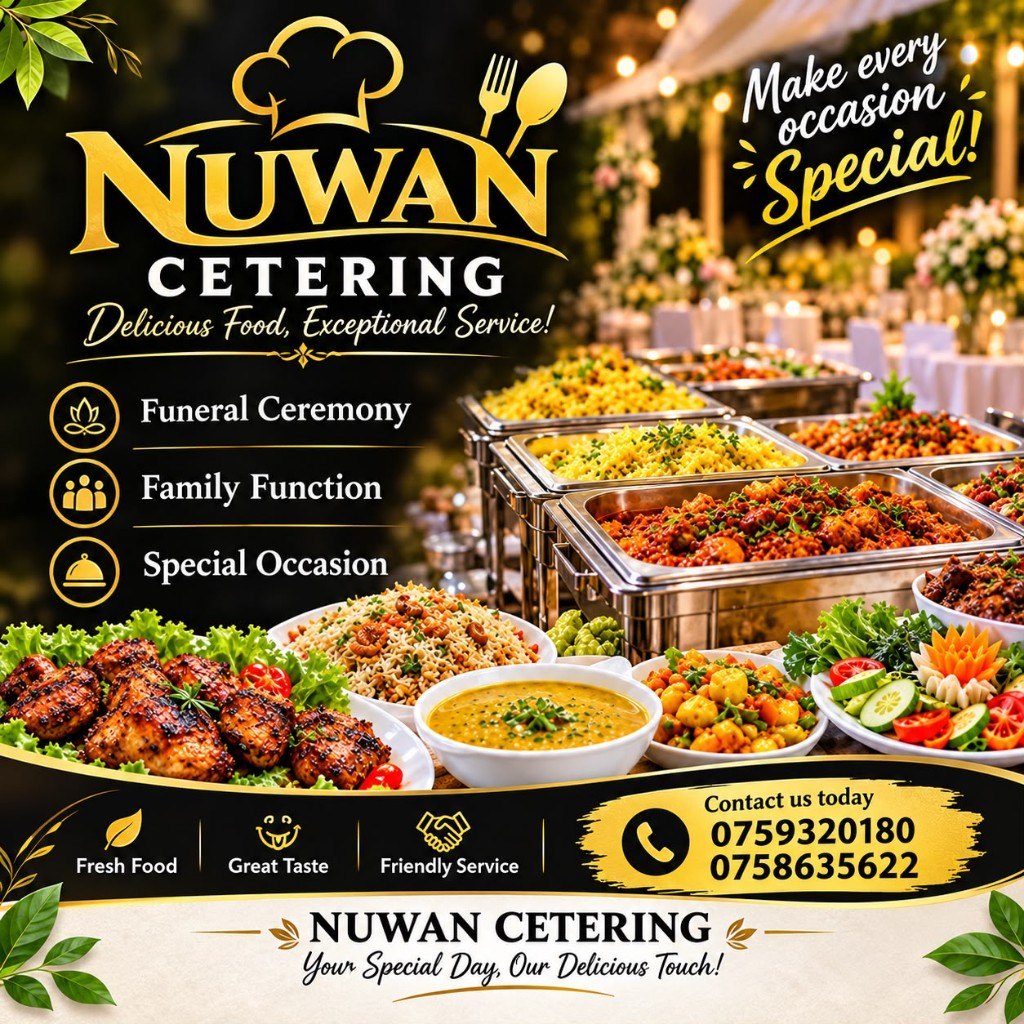 NUWAN
CETERING
Delicious Food, Exceptional Service!
Make every
occasion
Special!
Funeral Ceremony
Family Function
Special Occasion
Fresh Food
Great Taste
Friendly Service
Contact us today
0759320180
0758635622
NUWAN CETERING
Your Special Day, Our Delicious Touch!